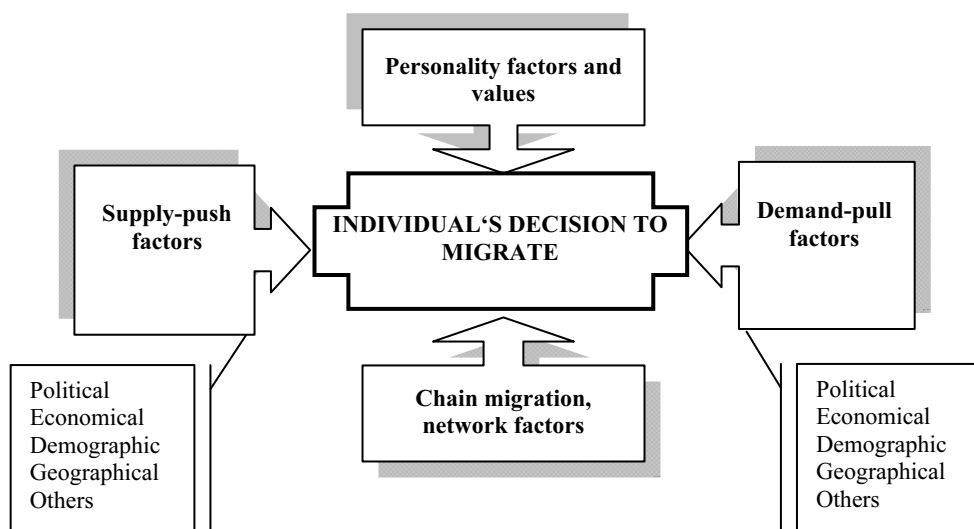 Personality factors and
values
Supply-push
factors
INDIVIDUAL‘S DECISION TO
MIGRATE
Demand-pull
factors
Chain migration,
network factors
Political
Economical
Demographic
Geographical
Others
Political
Economical
Demographic
Geographical
Others